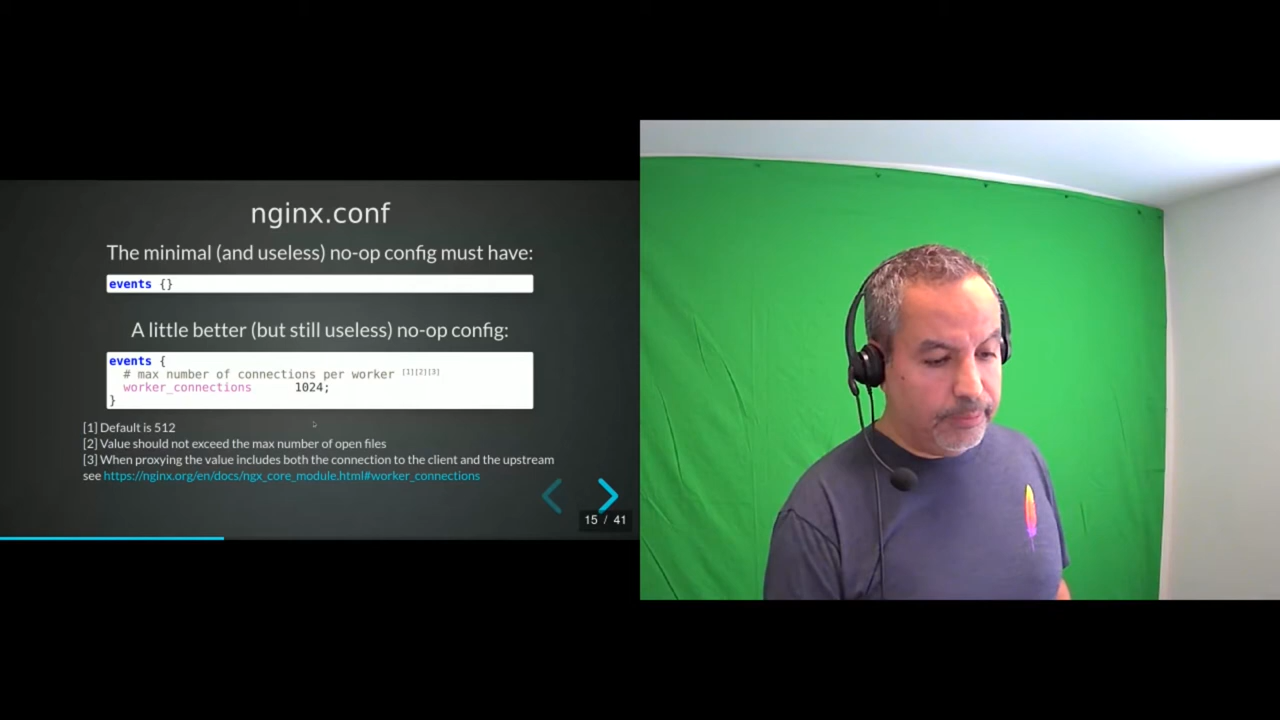 nginx.conf
The minimal (and useless) no-op config must have:
events {}
A little better (but still useless) no-op config:
events {
# max number of connections per worker [1][2][3]
worker_connections 1024;
}
[1] Default is 512
[2] Value should not exceed the max number of open files
[3] When proxying the value includes both the connection to the client and the upstream
see https://nginx.org/en/docs/ngx_core_module.html#worker_connections
15 / 41